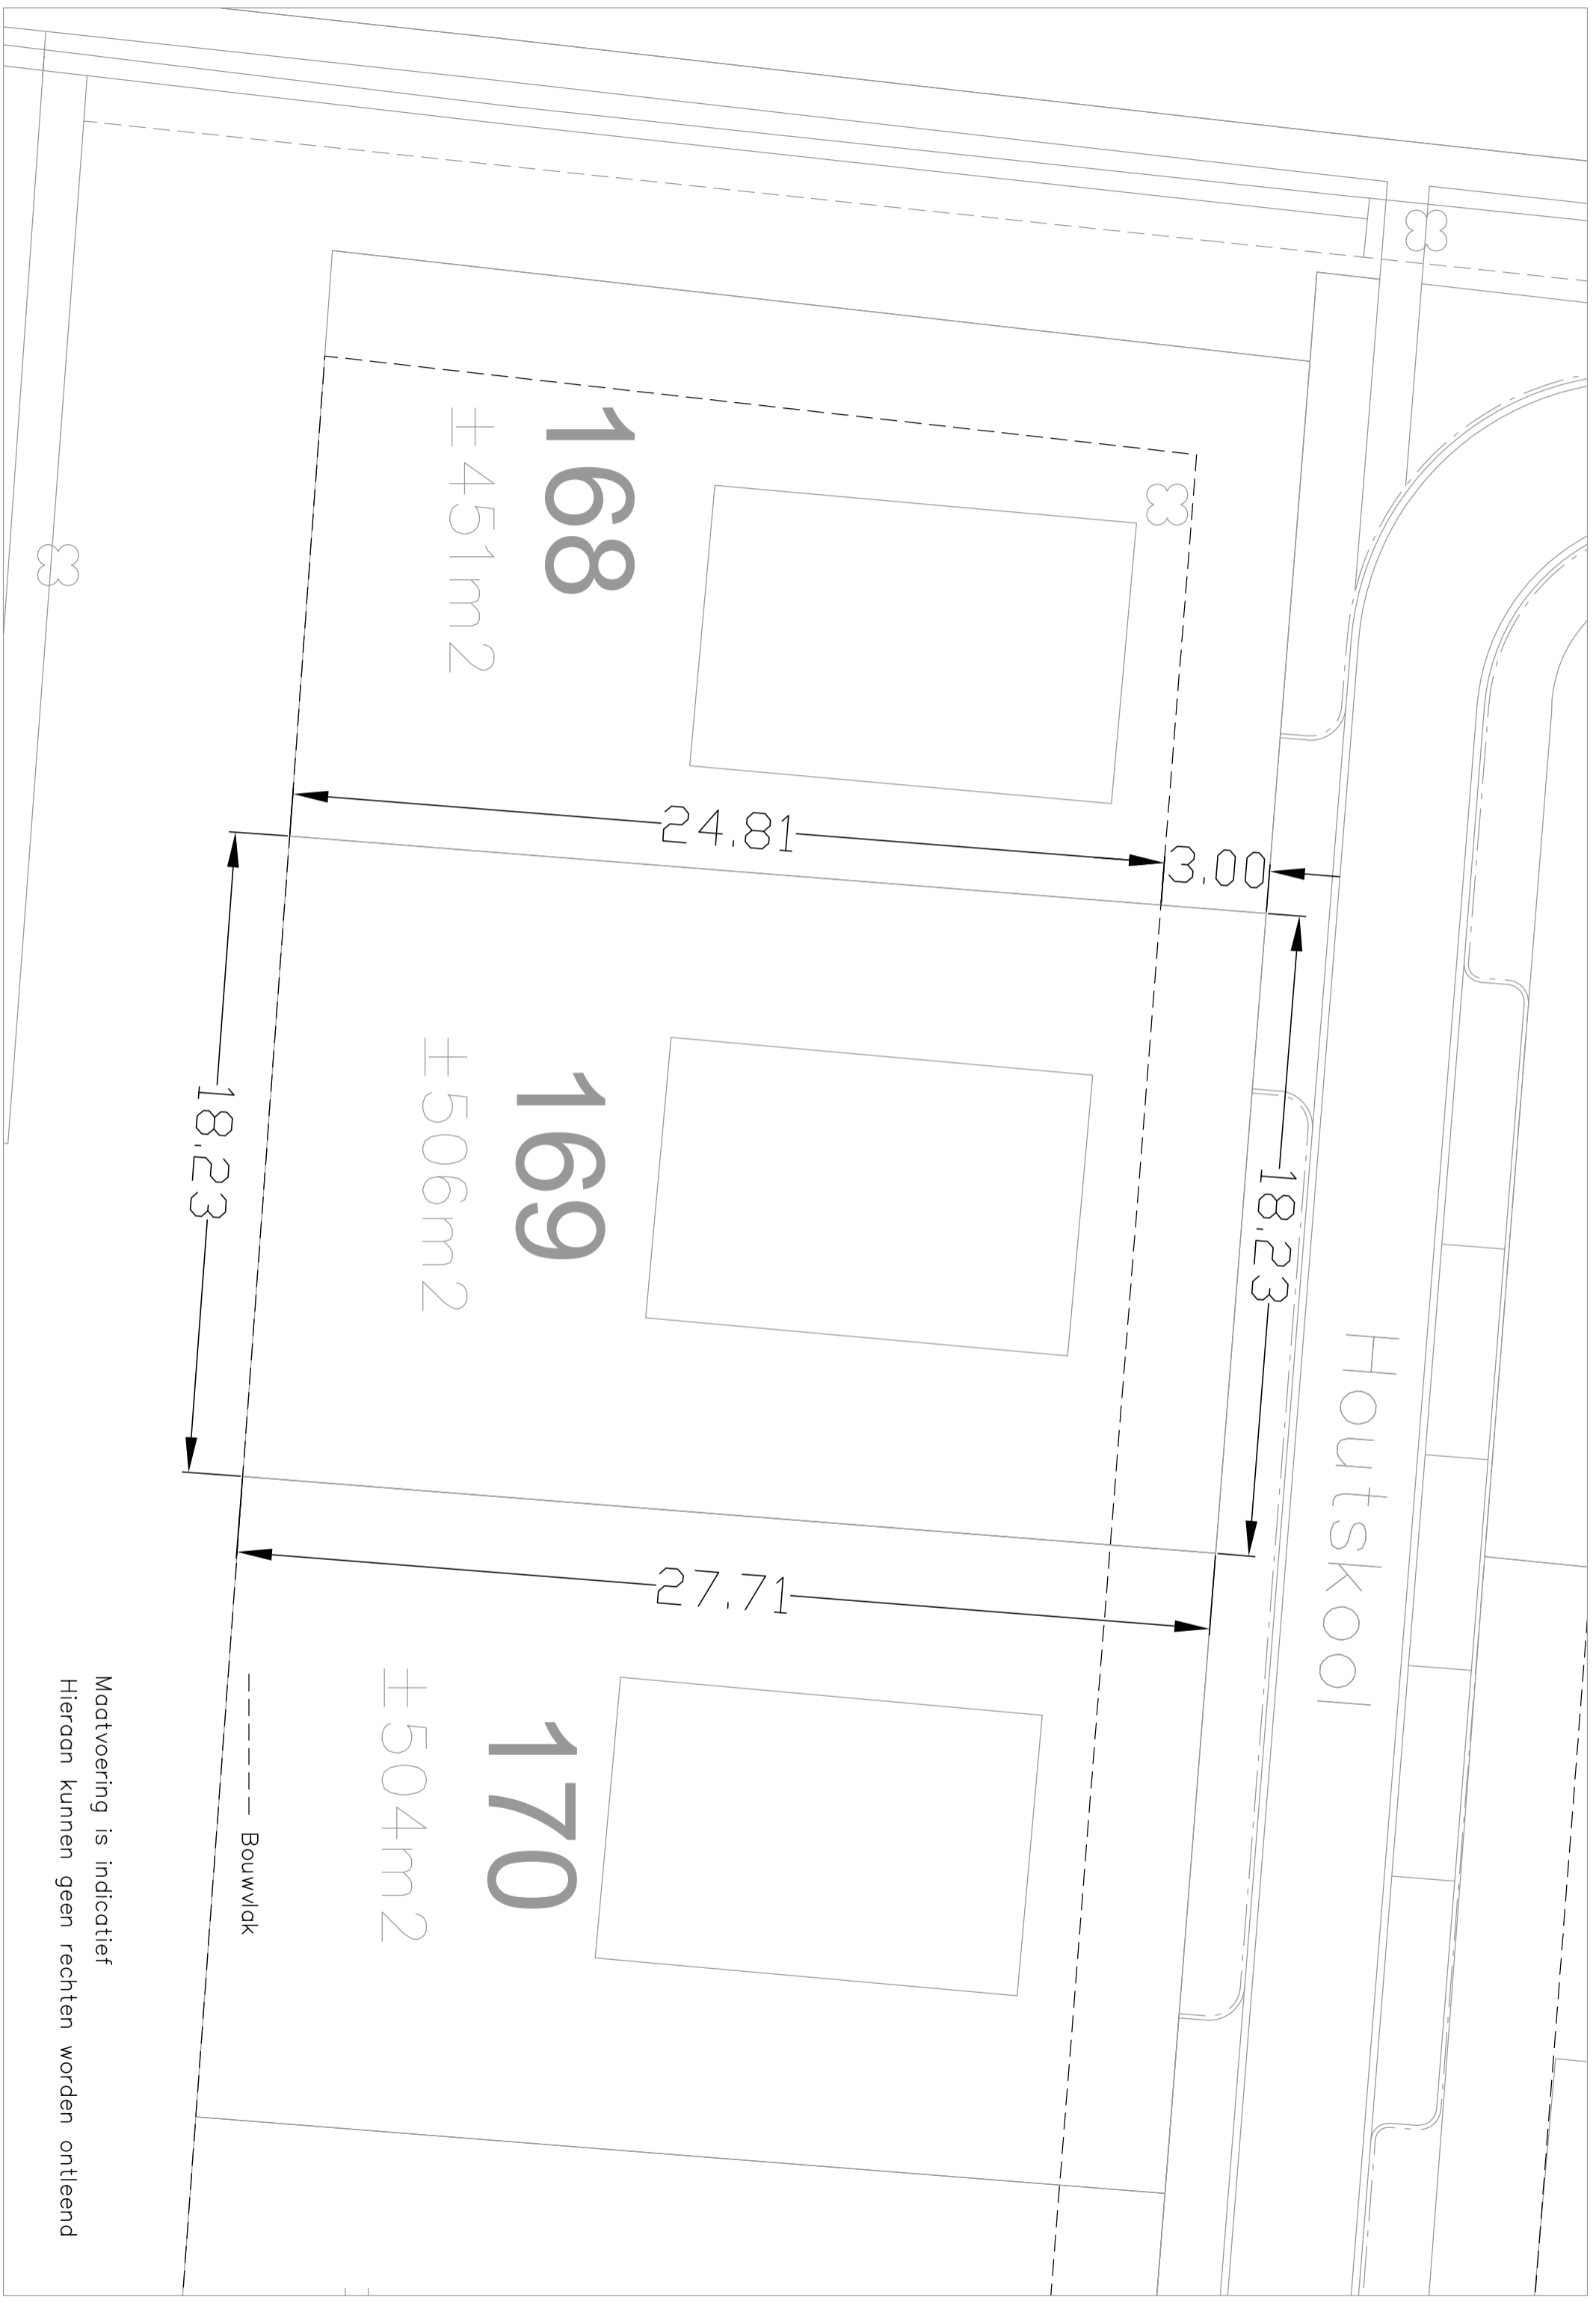 Houtskool
18.23
3.00
24.81
27.71
168
±451m2
169
±506m2
170
±504m2
18.23
Bouwvlak
Maatvoering is indicatief
Hieraan kunnen geen rechten worden ontleend